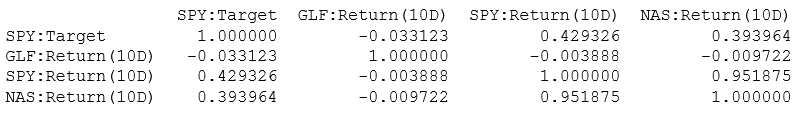 SPY:Target GLF:Return(10D) SPY:Return(10D) NAS:Return(10D)
SPY:Target 1.000000 -0.033123 0.429326 0.393964
GLF:Return(10D) -0.033123 1.000000 -0.003888 -0.009722
SPY:Return(10D) 0.429326 -0.003888 1.000000 0.951875
NAS:Return(10D) 0.393964 -0.009722 0.951875 1.000000